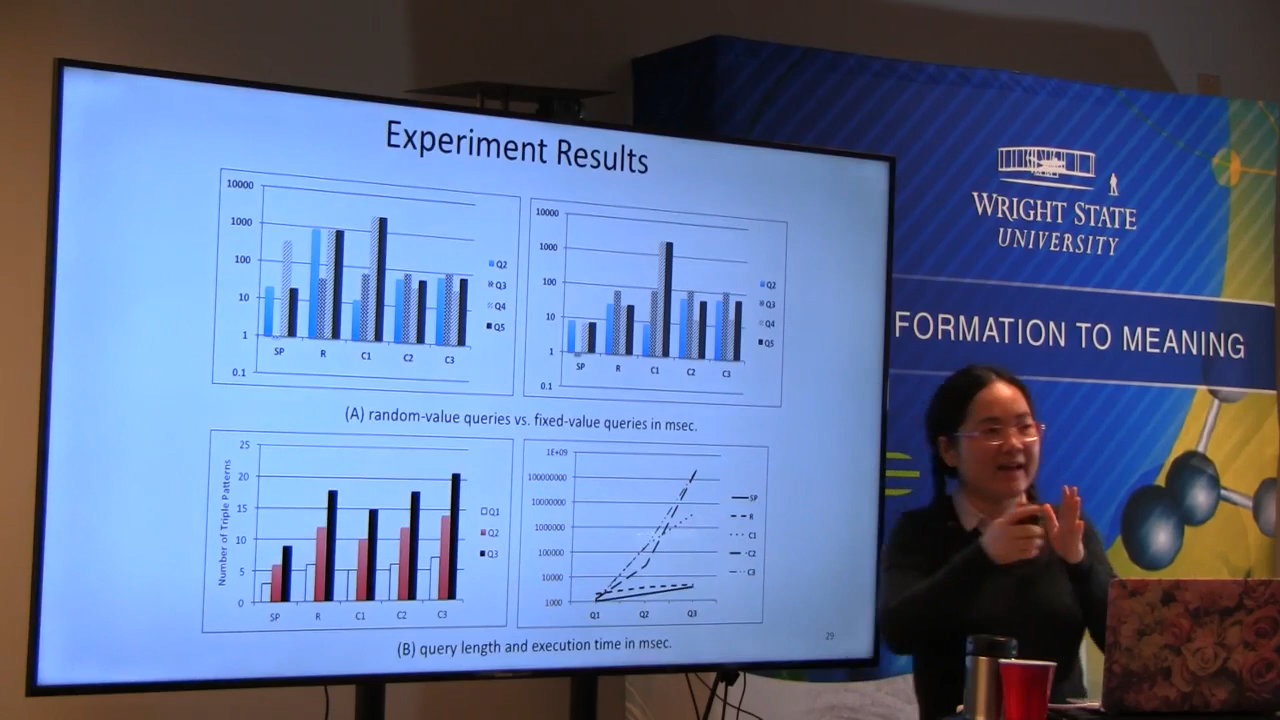 Experiment Results
10000
1000
100
10
1
0.1
SP R C1 C2 C3
Q2
Q3
Q4
Q5
10000
1000
100
10
1
0.1
SP R C1 C2 C3
Q2
Q3
Q4
Q5
(A) random-value queries vs. fixed-value queries in msec.
Number of Triple Patterns
25
20
15
10
5
0
SP R C1 C2 C3
Q1
Q2
Q3
1E+09
100000000
10000000
1000000
100000
10000
1000
Q1 Q2 Q3
SP
R
C1
C2
C3
(B) query length and execution time in msec.
29
WRIGHT STATE
UNIVERSITY
FORMATION TO MEANING